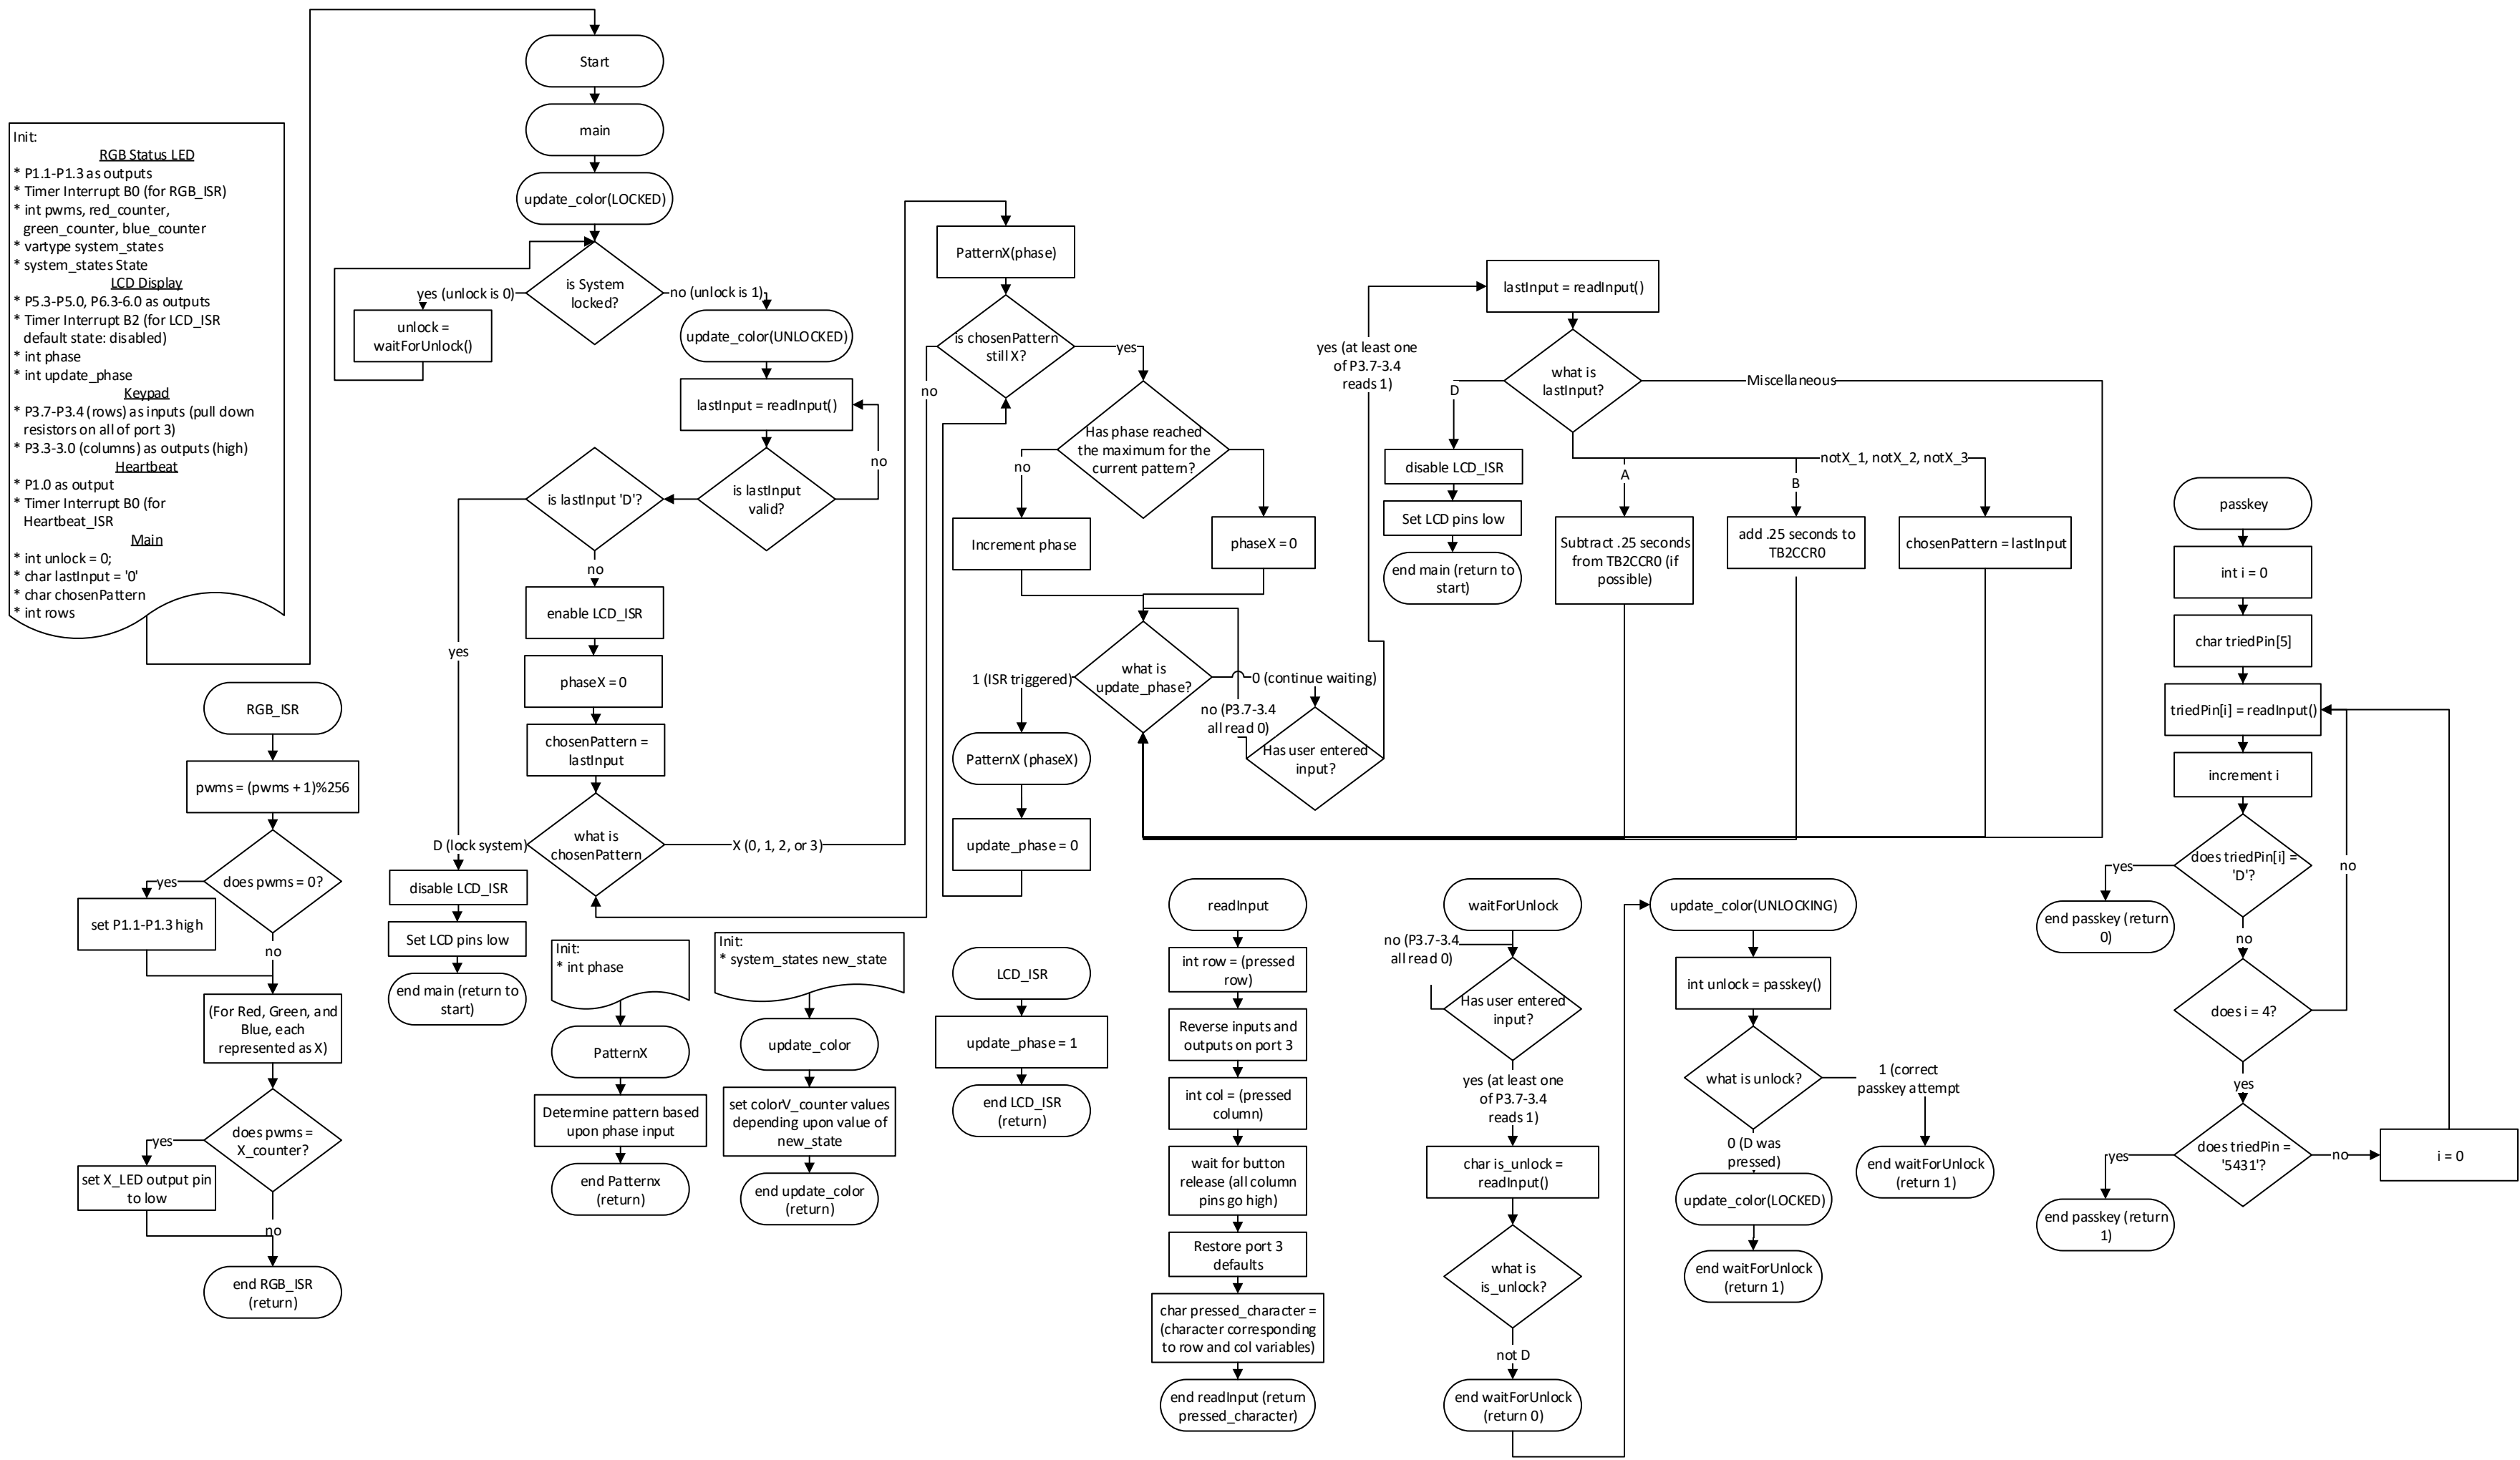 Init:
RGB Status LED
* P1.1-P1.3 as outputs
* Timer Interrupt B0 (for RGB_ISR)
* int pwms, red_counter,
green_counter, blue_counter
* vartype system_states
* system_states State
LCD Display
* P5.3-P5.0, P6.3-6.0 as outputs
* Timer Interrupt B2 (for LCD_ISR
default state: disabled)
* int phase
* int update_phase
Keypad
* P3.7-P3.4 (rows) as inputs (pull down
resistors on all of port 3)
* P3.3-3.0 (columns) as outputs (high)
Heartbeat
* P1.0 as output
* Timer Interrupt B0 (for
Heartbeat_ISR
Main
* int unlock = 0;
* char lastInput = '0'
* char chosenPattern
* int rows
Start
main
update_color(LOCKED)
is System
locked?
yes (unlock is 0)
no (unlock is 1)
unlock =
waitForUnlock()
update_color(UNLOCKED)
lastInput = readInput()
is lastInput
valid?
no
is lastInput 'D'?
yes
no
enable LCD_ISR
phaseX = 0
chosenPattern =
lastInput
what is
chosenPattern
D (lock system)
X (0, 1, 2, or 3)
disable LCD_ISR
Set LCD pins low
end main (return to
start)
PatternX(phase)
is chosenPattern
still X?
yes
no
Has phase reached
the maximum for the
current pattern?
no
Increment phase
phaseX = 0
what is
update_phase?
1 (ISR triggered)
0 (continue waiting)
PatternX (phaseX)
update_phase = 0
no (P3.7-3.4
all read 0)
Has user entered
input?
yes (at least one
of P3.7-3.4
reads 1)
lastInput = readInput()
what is
lastInput?
D
Miscellaneous
disable LCD_ISR
Set LCD pins low
end main (return to
start)
A
B
notX_1, notX_2, notX_3
Subtract .25 seconds
from TB2CCR0 (if
possible)
add .25 seconds to
TB2CCR0
chosenPattern = lastInput
passkey
int i = 0
char triedPin[5]
triedPin[i] = readInput()
increment i
does triedPin[i] =
'D'?
yes
end passkey (return
0)
no
does i = 4?
no
yes
does triedPin =
'5431'?
yes
no
i = 0
end passkey (return
1)
RGB_ISR
pwms = (pwms + 1)%256
does pwms = 0?
yes
set P1.1-P1.3 high
no
(For Red, Green, and
Blue, each
represented as X)
does pwms =
X_counter?
yes
set X_LED output pin
to low
no
end RGB_ISR
(return)
Init:
* int phase
PatternX
Determine pattern based
upon phase input
end Patternx
(return)
Init:
* system_states new_state
update_color
set colorV_counter values
depending upon value of
new_state
end update_color
(return)
LCD_ISR
update_phase = 1
end LCD_ISR
(return)
readInput
int row = (pressed
row)
Reverse inputs and
outputs on port 3
int col = (pressed
column)
wait for button
release (all column
pins go high)
Restore port 3
defaults
char pressed_character =
(character corresponding
to row and col variables)
end readInput (return
pressed_character)
waitForUnlock
no (P3.7-3.4
all read 0)
Has user entered
input?
yes (at least one
of P3.7-3.4
reads 1)
char is_unlock =
readInput()
what is
is_unlock?
not D
end waitForUnlock
(return 0)
update_color(UNLOCKING)
int unlock = passkey()
what is unlock?
1 (correct
passkey attempt
0 (D was
pressed)
end waitForUnlock
(return 1)
update_color(LOCKED)
end waitForUnlock
(return 1)